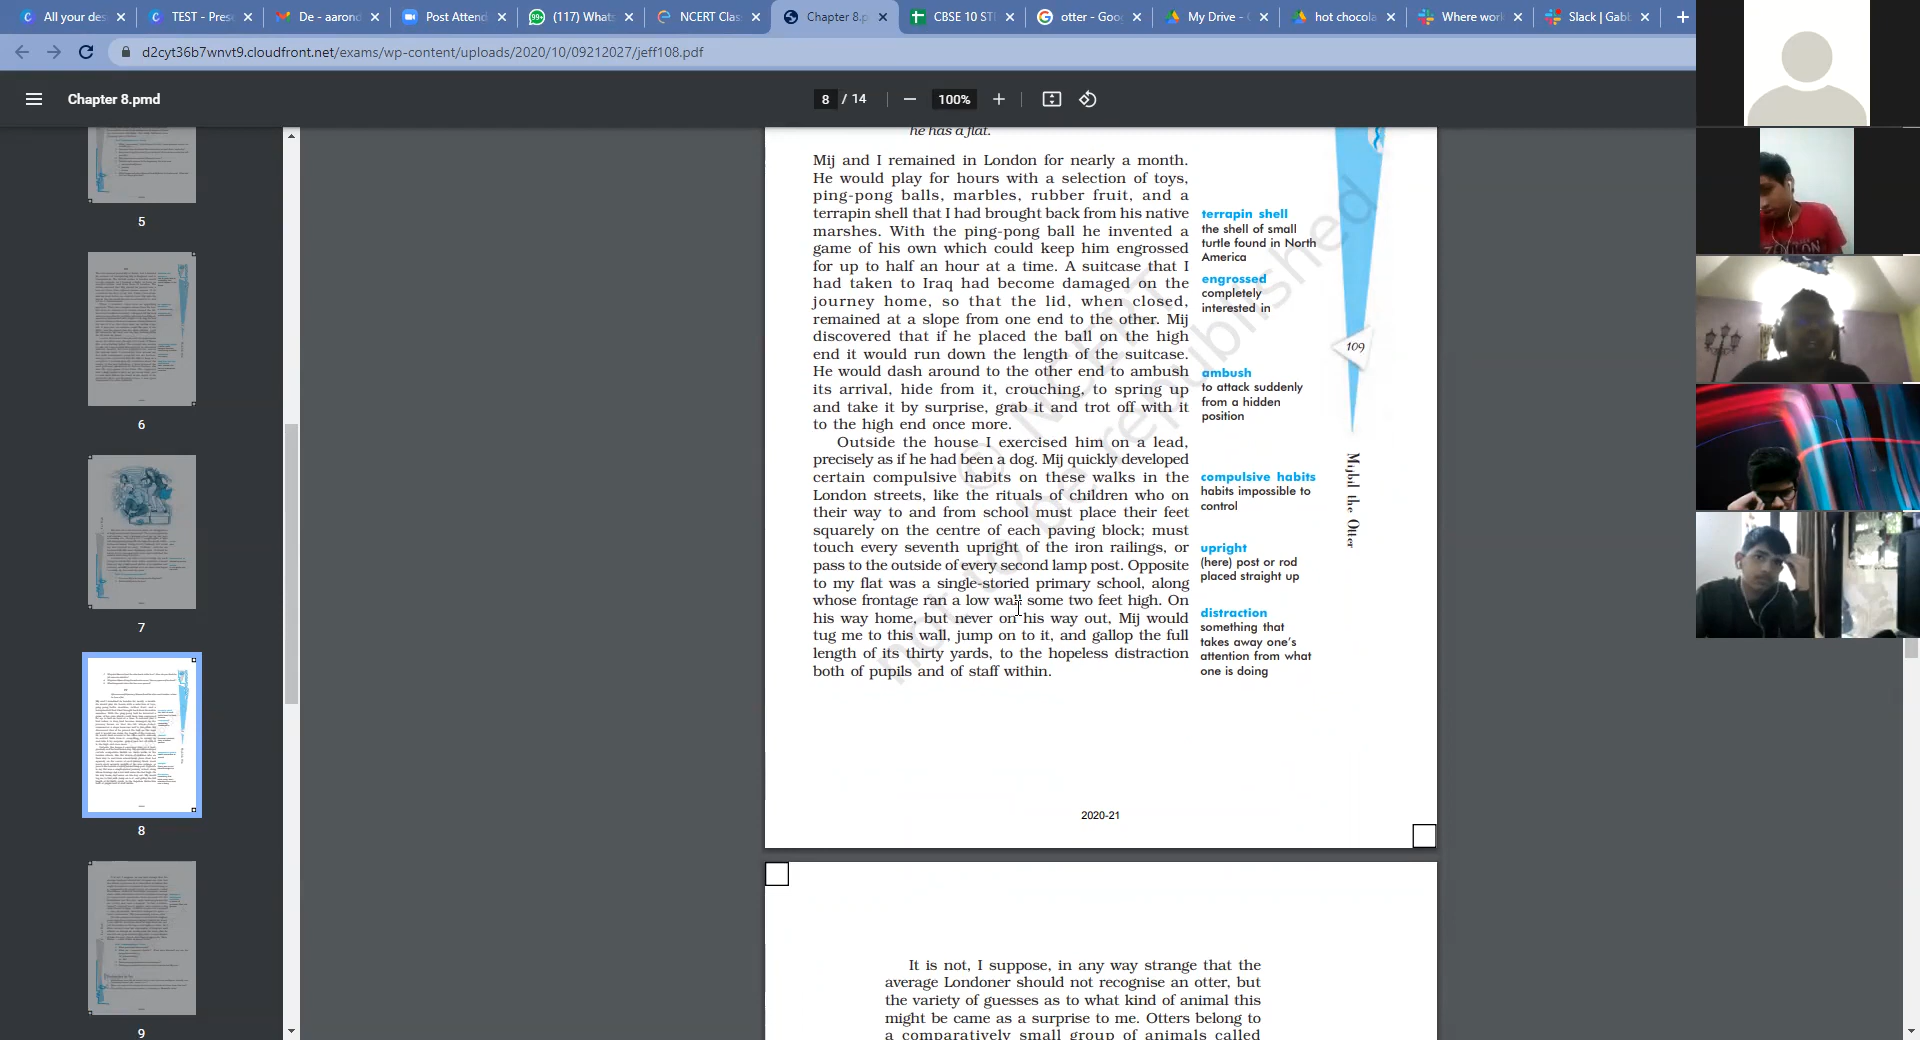 All your des
TEST - Pres
De - aarond
Post Attend
(117) Whats
NCERT Clas
Chapter 8.p
CBSE 10 ST
otter - Goo
My Drive -
hot chocola
Where wor
Slack | Gab
d2cyt36b7wnvt9.cloudfront.net/exams/wp-content/uploads/2020/10/09212027/jeff108.pdf
Chapter 8.pmd
8 / 14
100%
5
6
7
8
9
he has a flat.
Mij and I remained in London for nearly a month.
He would play for hours with a selection of toys,
ping-pong balls, marbles, rubber fruit, and a
terrapin shell that I had brought back from his native
marshes. With the ping-pong ball he invented a
game of his own which could keep him engrossed
for up to half an hour at a time. A suitcase that I
had taken to Iraq had become damaged on the
journey home, so that the lid, when closed,
remained at a slope from one end to the other. Mij
discovered that if he placed the ball on the high
end it would run down the length of the suitcase.
He would dash around to the other end to ambush
its arrival, hide from it, crouching, to spring up
and take it by surprise, grab it and trot off with it
to the high end once more.
Outside the house I exercised him on a lead,
precisely as if he had been a dog. Mij quickly developed
certain compulsive habits on these walks in the
London streets, like the rituals of children who on
their way to and from school must place their feet
squarely on the centre of each paving block; must
touch every seventh upright of the iron railings, or
pass to the outside of every second lamp post. Opposite
to my flat was a single-storied primary school, along
whose frontage ran a low wall some two feet high. On
his way home, but never on his way out, Mij would
tug me to this wall, jump on to it, and gallop the full
length of its thirty yards, to the hopeless distraction
both of pupils and of staff within.
terrapin shell
the shell of small
turtle found in North
America
engrossed
completely
interested in
ambush
to attack suddenly
from a hidden
position
compulsive habits
habits impossible to
control
upright
(here) post or rod
placed straight up
distraction
something that
takes away one's
attention from what
one is doing
109
Mijbil the Otter
© NCERT
not to be republished
2020-21
It is not, I suppose, in any way strange that the
average Londoner should not recognise an otter, but
the variety of guesses as to what kind of animal this
might be came as a surprise to me. Otters belong to
a comparatively small group of animals called